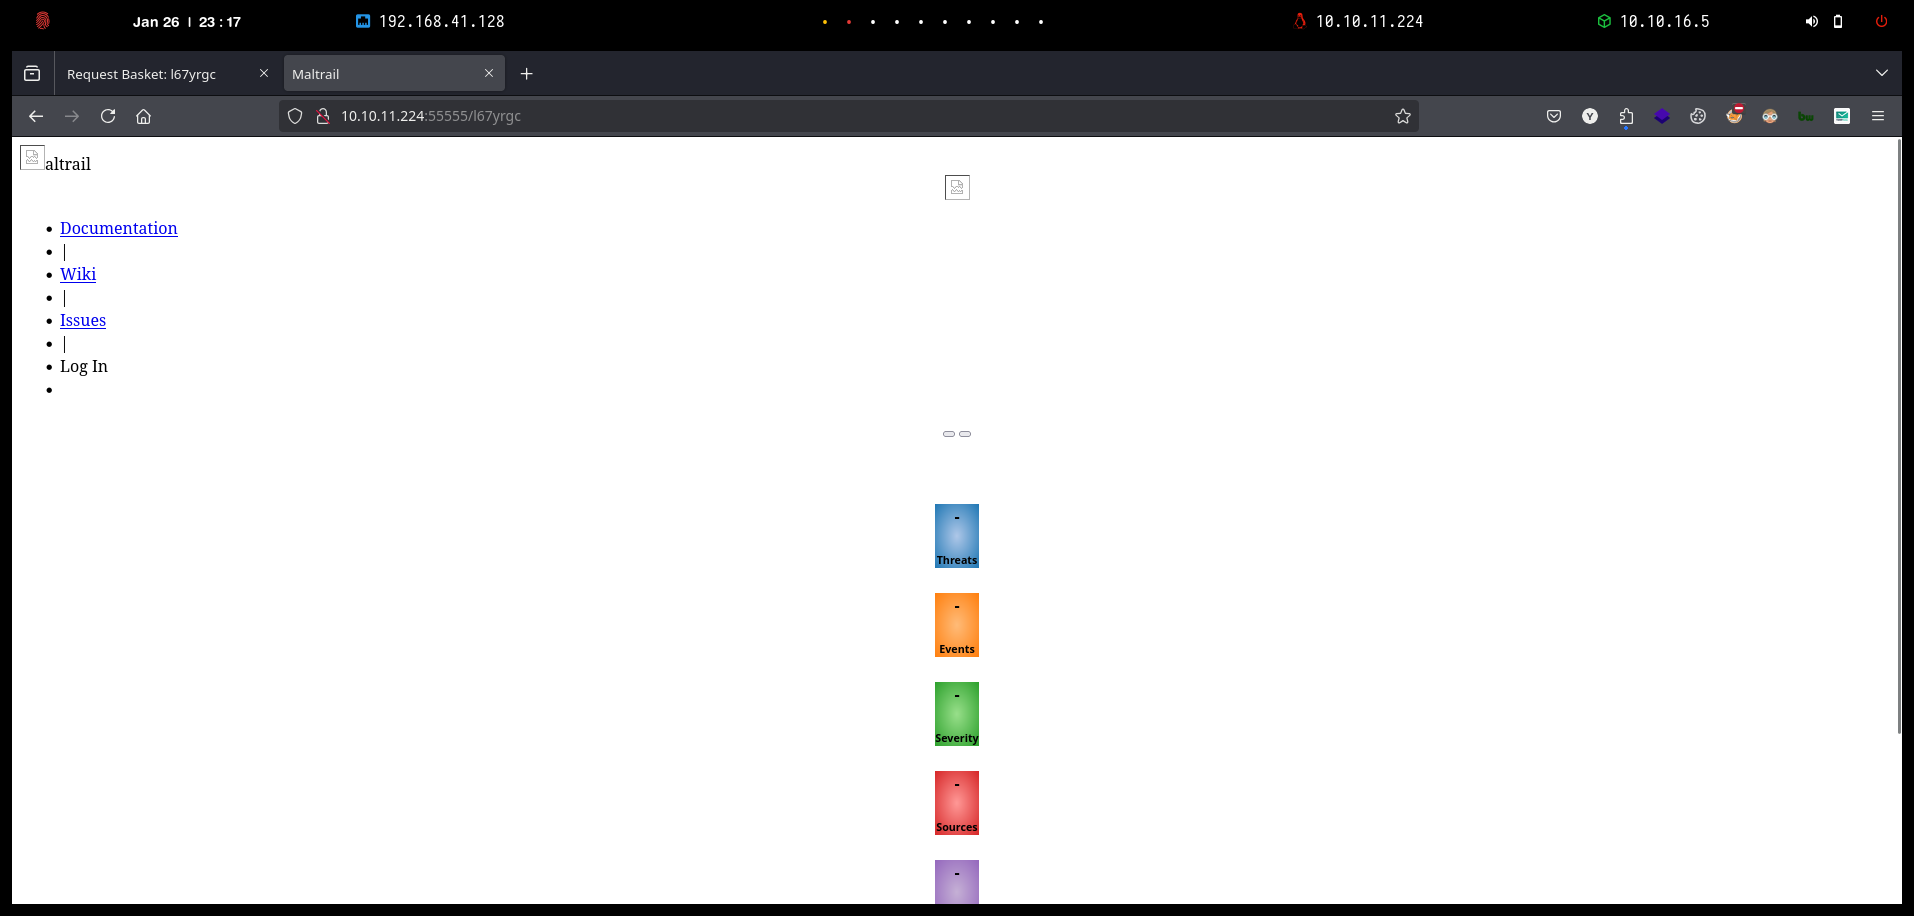 Jan 26 | 23:17 192.168.41.128 10.10.11.224 10.10.16.5
Request Basket: l67yrgc Maltrail
10.10.11.224:55555/l67yrgc Y bw
altrail
Documentation
|
Wiki
|
Issues
|
Log In
-
Threats
-
Events
-
Severity
-
Sources
-